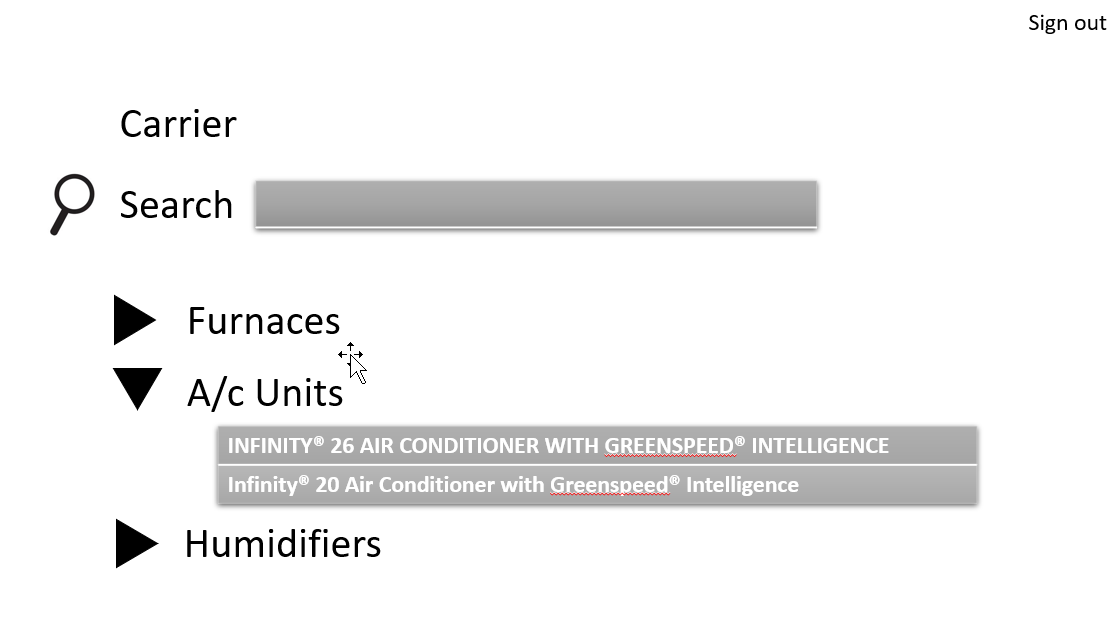 Sign out
Carrier
Search
Furnaces
A/c Units
INFINITY® 26 AIR CONDITIONER WITH GREENSPEED® INTELLIGENCE
Infinity® 20 Air Conditioner with Greenspeed® Intelligence
Humidifiers